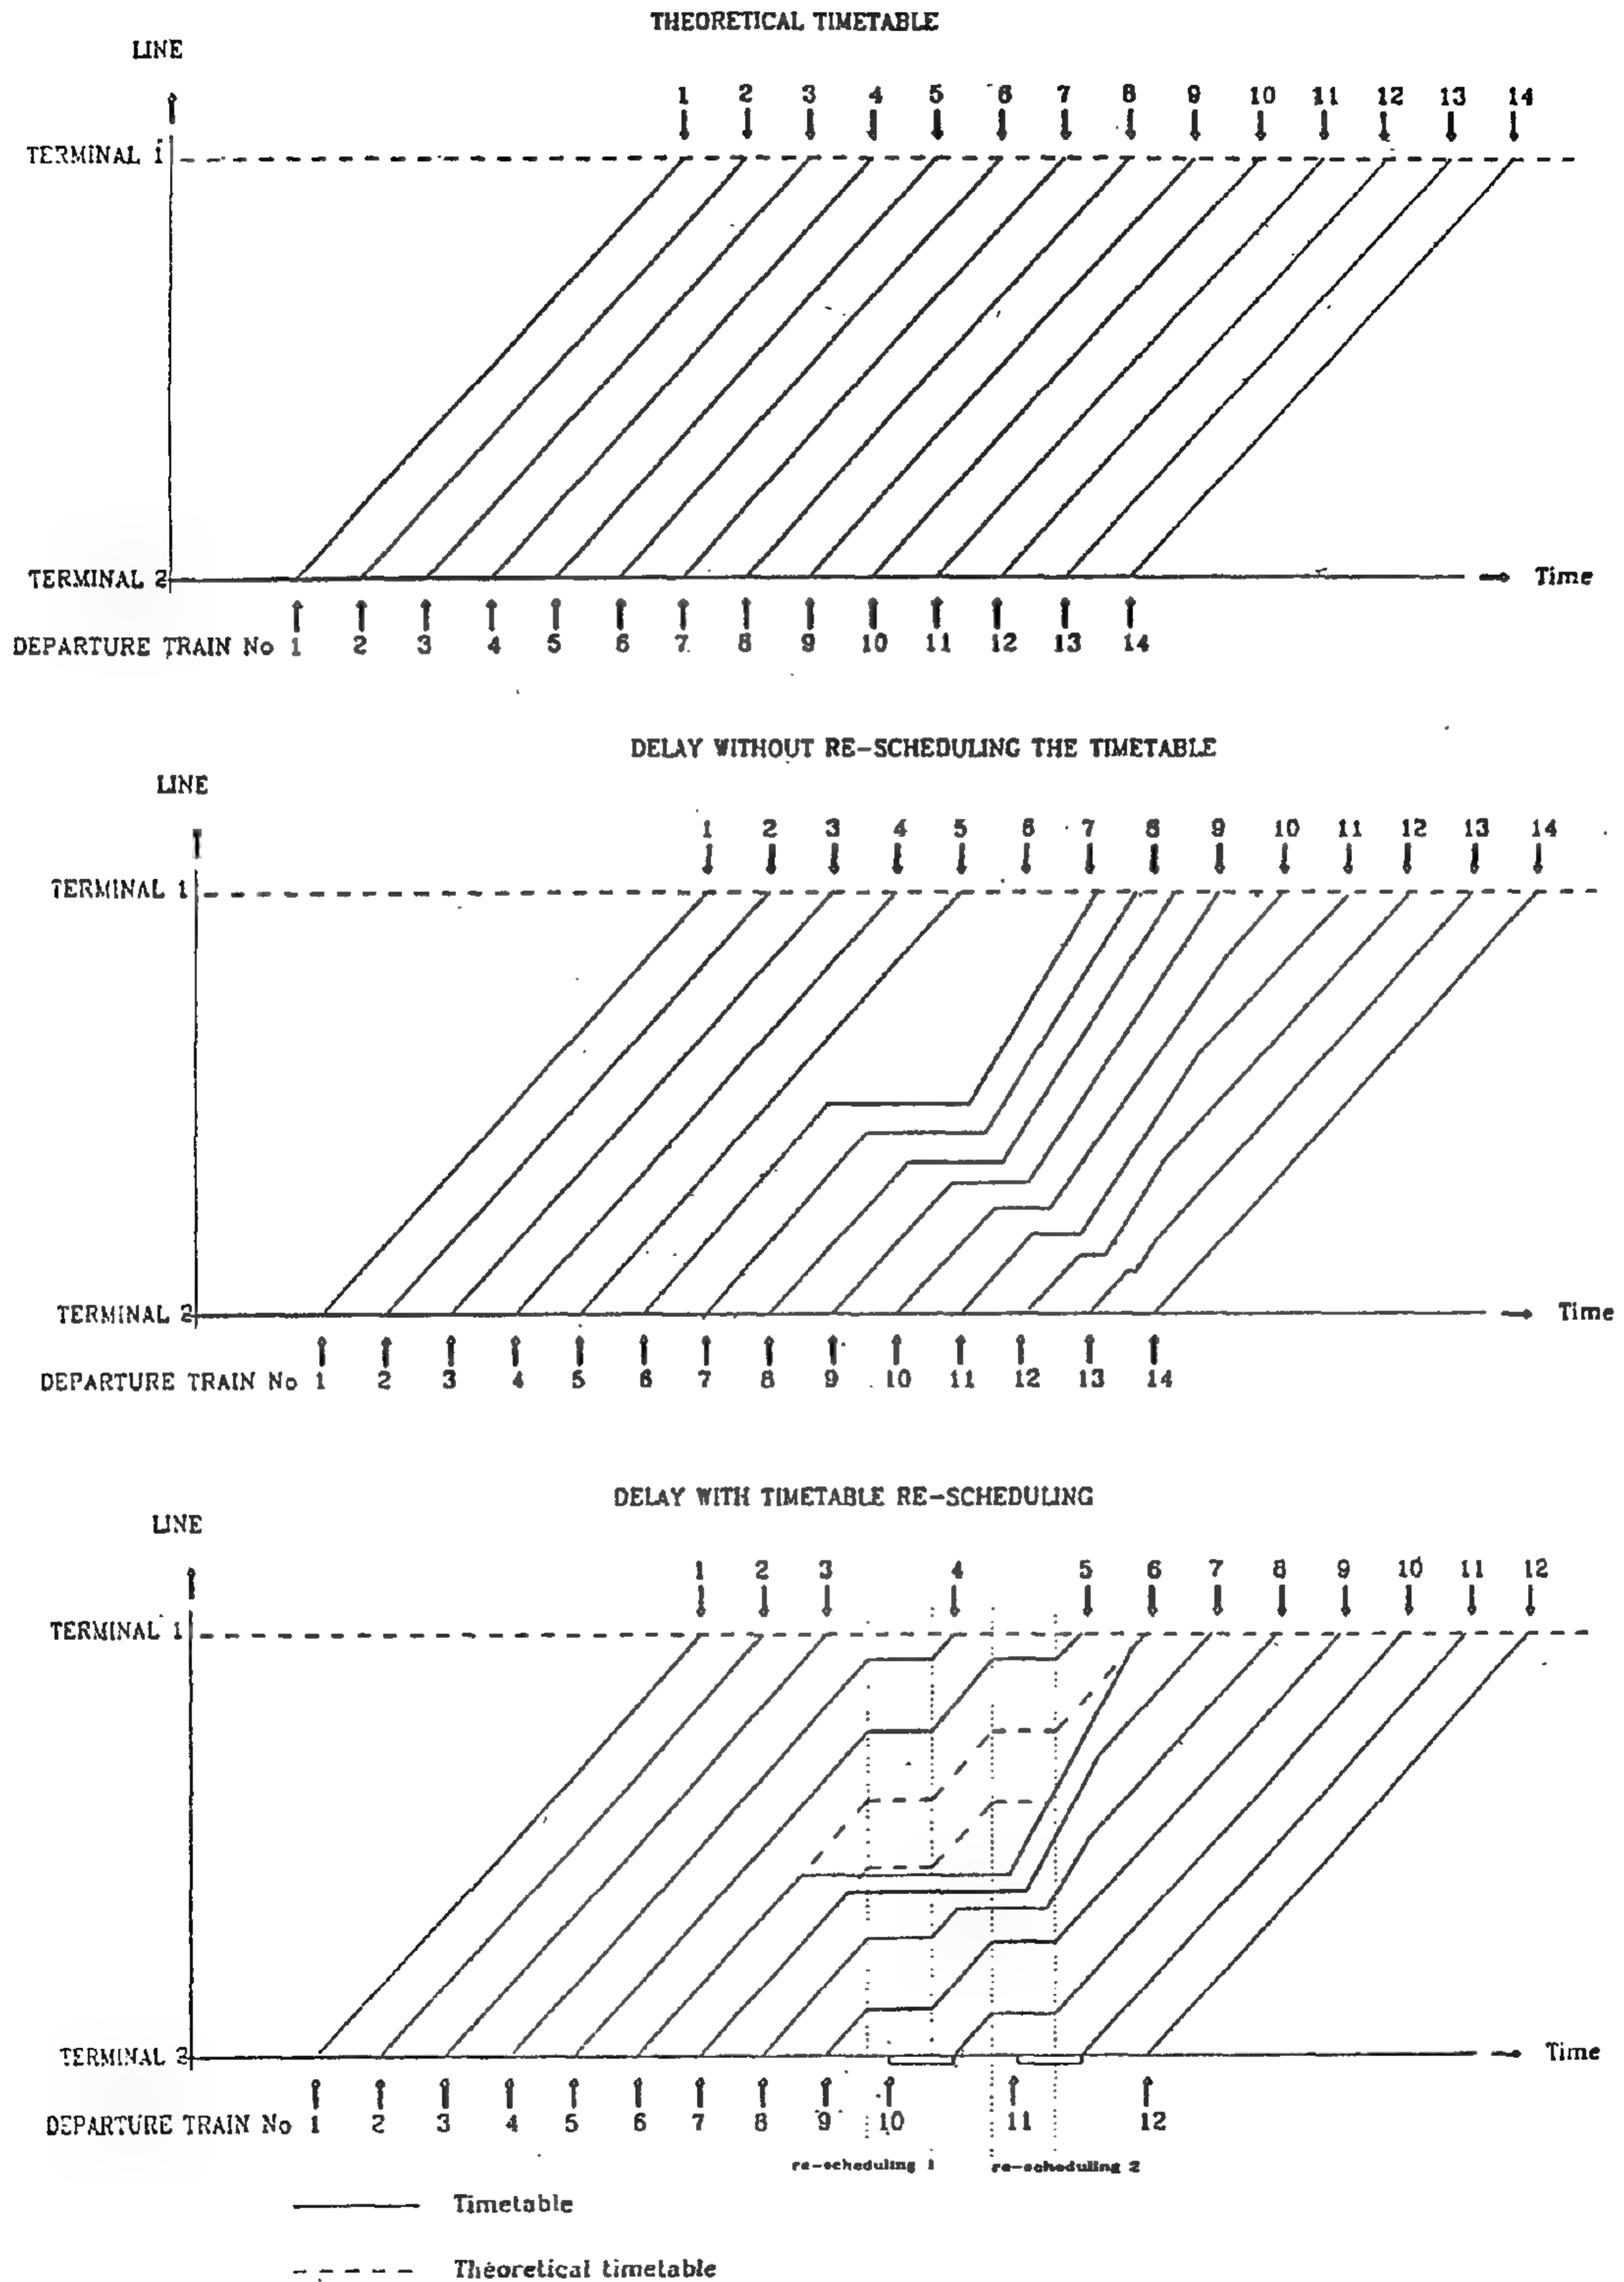 THEORETICAL TIMETABLE
LINE
1 2 3 4 5 6 7 8 9 10 11 12 13 14
TERMINAL 1
TERMINAL 2
Time
DEPARTURE TRAIN No 1 2 3 4 5 6 7 8 9 10 11 12 13 14
DELAY WITHOUT RE-SCHEDULING THE TIMETABLE
LINE
1 2 3 4 5 6 7 8 9 10 11 12 13 14
TERMINAL 1
TERMINAL 2
Time
DEPARTURE TRAIN No 1 2 3 4 5 6 7 8 9 10 11 12 13 14
DELAY WITH TIMETABLE RE-SCHEDULING
LINE
1 2 3 4 5 6 7 8 9 10 11 12
TERMINAL 1
TERMINAL 2
Time
DEPARTURE TRAIN No 1 2 3 4 5 6 7 8 9 10 11 12
re-scheduling 1 re-scheduling 2
Timetable
Theoretical timetable